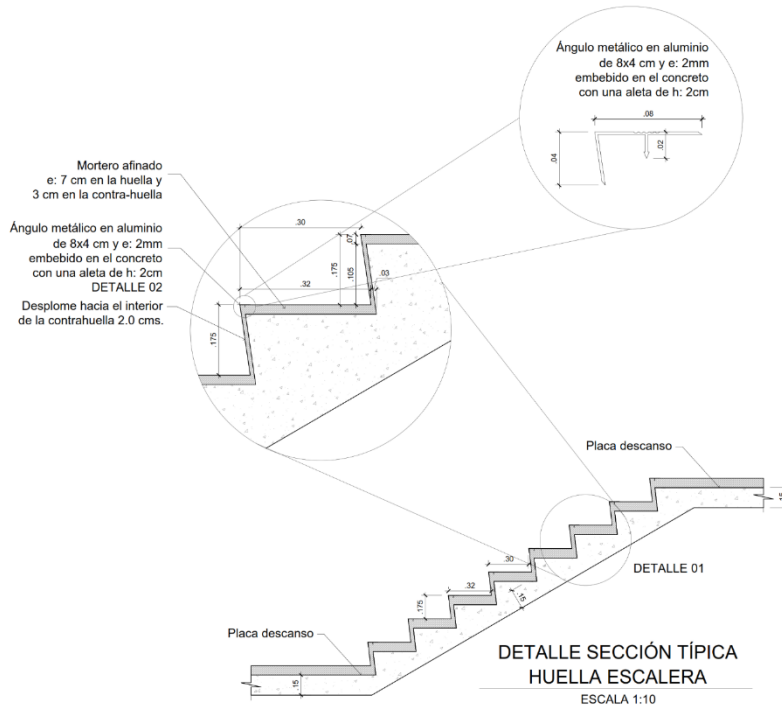 Ángulo metálico en aluminio
de 8x4 cm y e: 2mm
embebido en el concreto
con una aleta de h: 2cm
.08
.04
.02
Mortero afinado
e: 7 cm en la huella y
3 cm en la contra-huella
Ángulo metálico en aluminio
de 8x4 cm y e: 2mm
embebido en el concreto
con una aleta de h: 2cm
DETALLE 02
Desplome hacia el interior
de la contrahuella 2.0 cms.
.30
.07
.175
.105
.32
.03
.175
Placa descanso
.15
DETALLE 01
.30
.32
.175
.15
Placa descanso
.15
DETALLE SECCIÓN TÍPICA
HUELLA ESCALERA
ESCALA 1:10